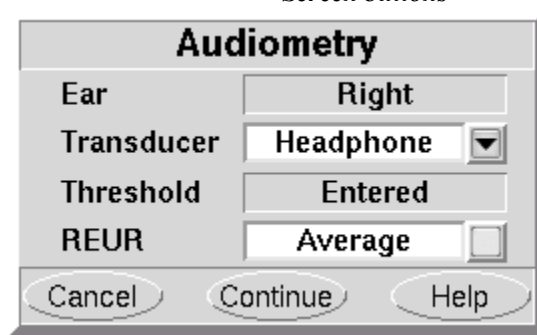 Audiometry
Ear Right
Transducer Headphone
Threshold Entered
REUR Average
Cancel Continue Help